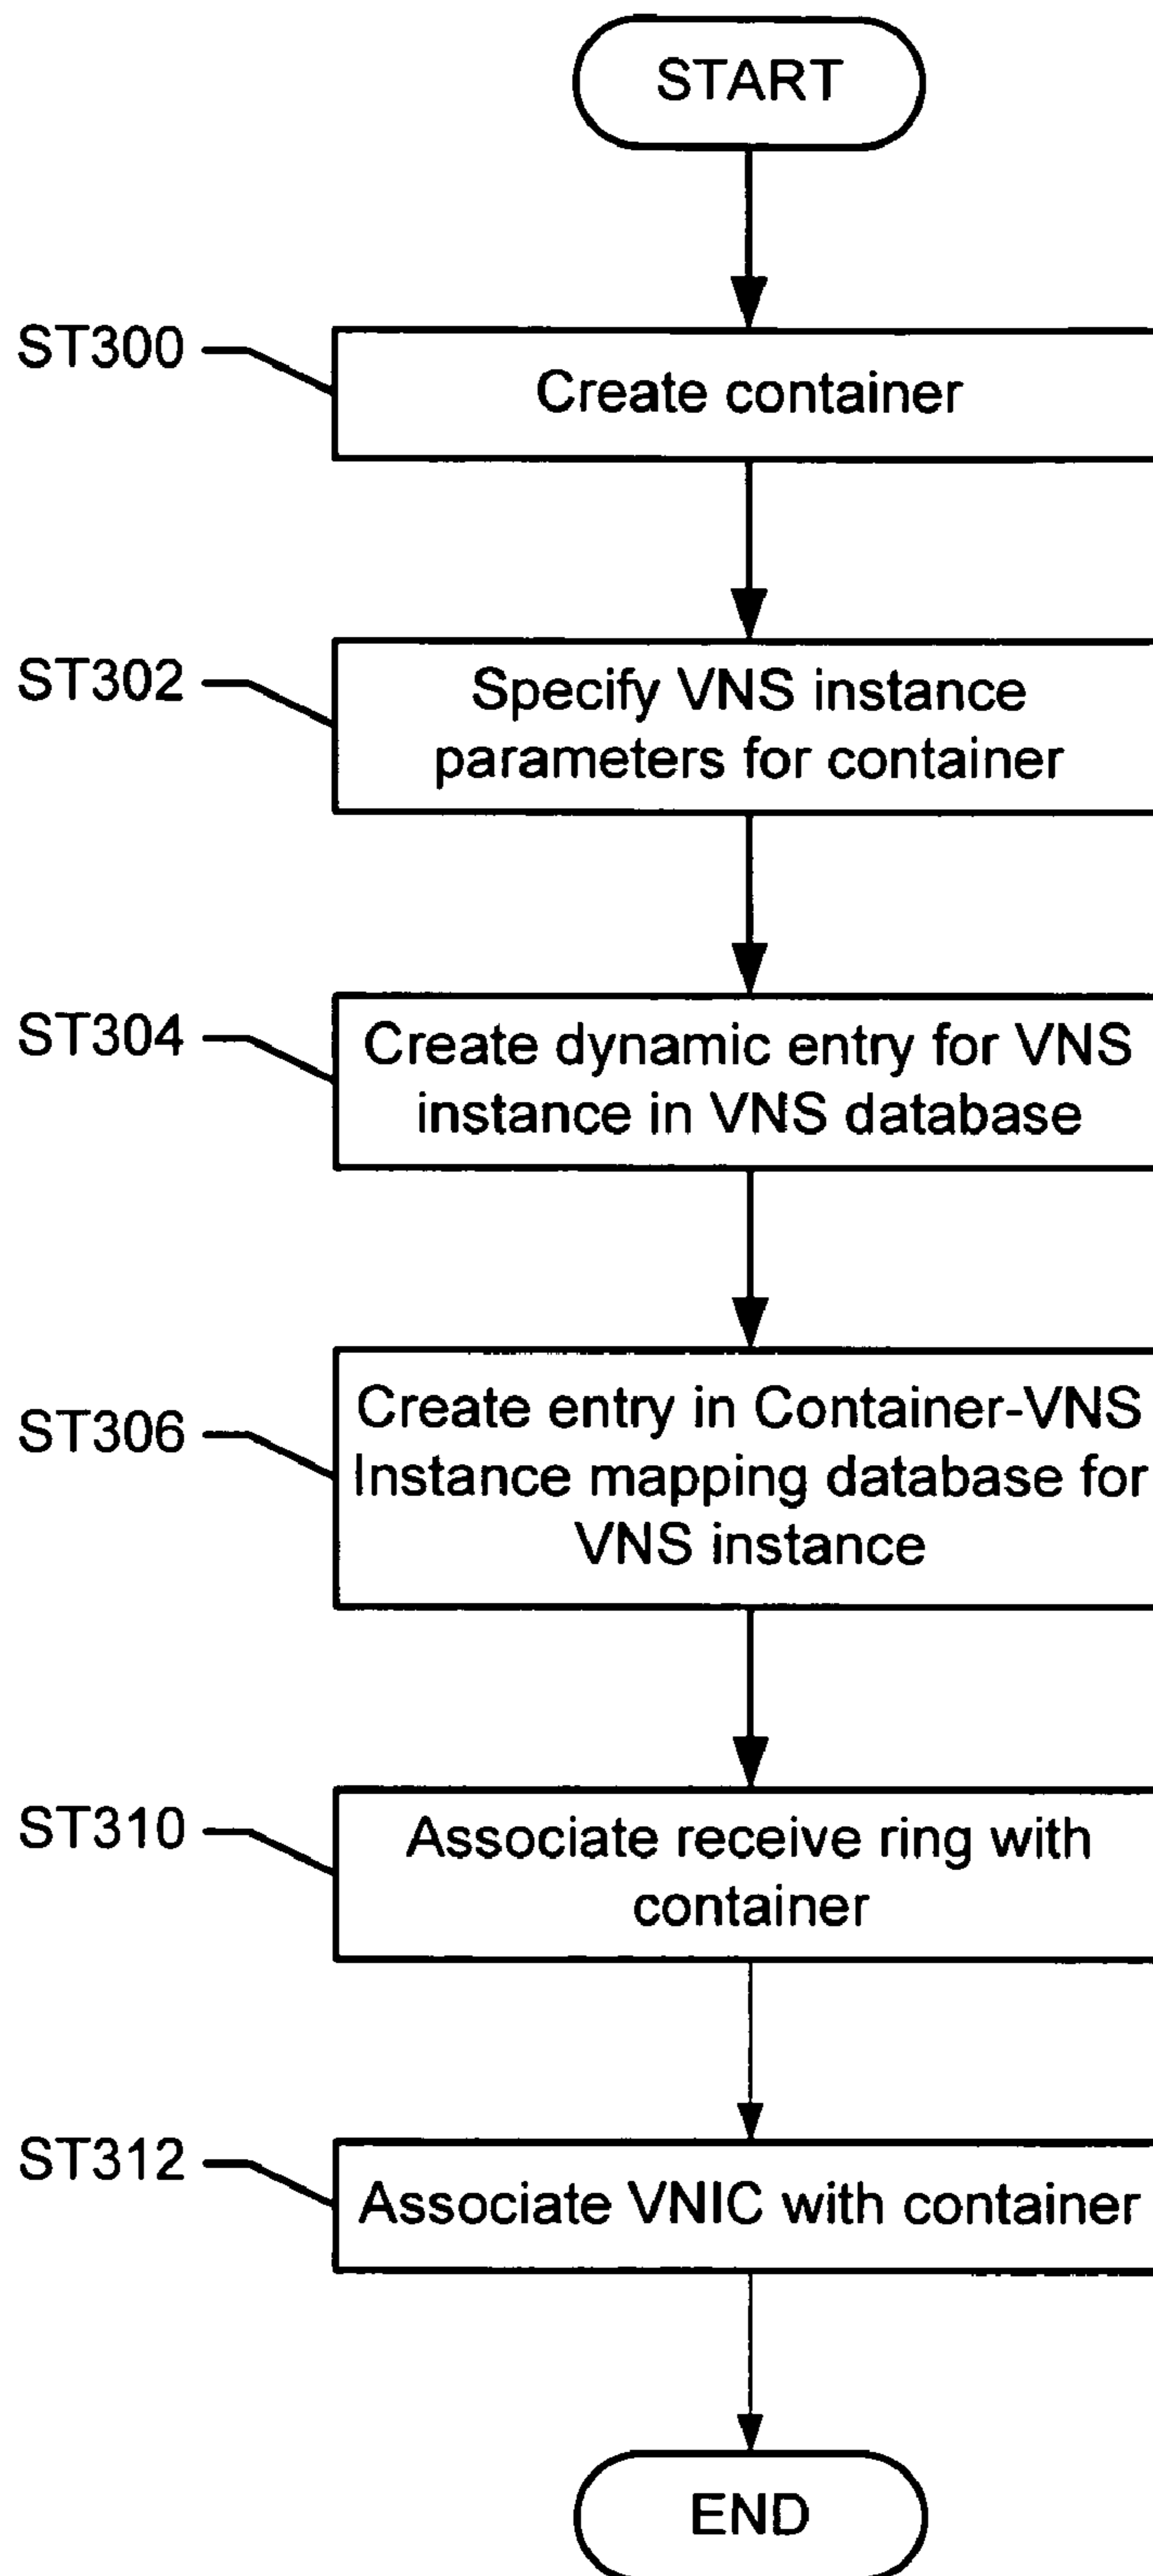 START
ST300
Create container
ST302
Specify VNS instance
parameters for container
ST304
Create dynamic entry for VNS
instance in VNS database
ST306
Create entry in Container-VNS
Instance mapping database for
VNS instance
ST310
Associate receive ring with
container
ST312
Associate VNIC with container
END